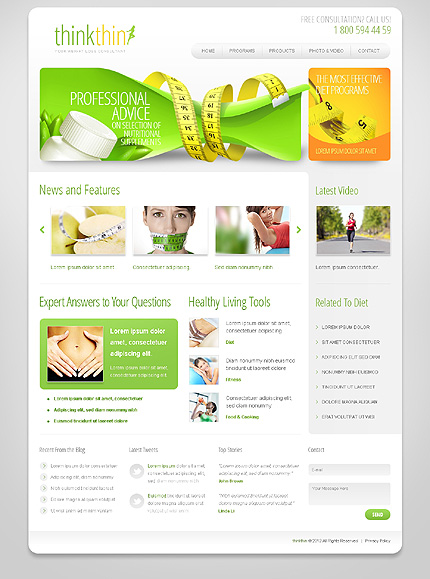 thinkthin
YOUR WEIGHT LOSS CONSULTANT
FREE CONSULTATION? CALL US!
1 800 594 44 59
HOME
PROGRAMS
PRODUCTS
PHOTO & VIDEO
CONTACT
PROFESSIONAL
ADVICE
ON SELECTION OF
NUTRITIONAL
SUPPLEMENTS
THE MOST EFFECTIVE
DIET PROGRAMS
LOREM IPSUM DOLOR SIT AMET
News and Features
Lorem ipsum dolor sit amet
Consectetuer adipiscing
Sed diam nonummy nibh
Latest Video
Lorem ipsum consectetuer
Expert Answers to Your Questions
Lorem ipsum dolor sit
amet, consectetuer
adipiscing elit sed.
Lorem ipsum dolor sit amet.
Lorem ipsum dolor sit amet, consectetuer
Adipiscing elit, sed diam nonummy nibh
Euismod tincidunt ut laoreet dolore
Healthy Living Tools
Lorem ipsum dolor sit
amet, consectetuer
Diet
Diam nonummy nibh euismod
tincidunt ut laoreet dolore
Fitness
Consectetuer adipiscing elit,
sed diam nonummy
Food & Cooking
Related To Diet
LOREM IPSUM DOLOR
SIT AMET CONSECTETUER
ADIPISCING ELIT SED DIAM
NONUMMY NIBH EUISMOD
TINCIDUNT UT LAOREET
DOLORE MAGNA ALIQUAM
ERAT VOLUTPAT UT WISI
Recent From the Blog
Lorem ipsum dolor sit amet
Adipiscing elit, diam nonummy
Nibh euismod tincidunt laoreet
Dolore magna aliquam erat
Volutpat ut wisi enim ad minim
Latest Tweets
Lorem ipsum dolor sit
amet, consectetuer adipiscing
Euismod tincidunt ut laoreet
dolore magna aliquam erat
Top Stories
"Lorem ipsum dolor sit amet, consectetuer adipiscing elit..."
John Brown
"Nibh euismod tincidunt ut laoreet dolore magna aliquam erat..."
Linda Li
Contact
Email
Your Message Here
SEND
thinkthin © 2012 All Rights Reserved | Privacy Policy